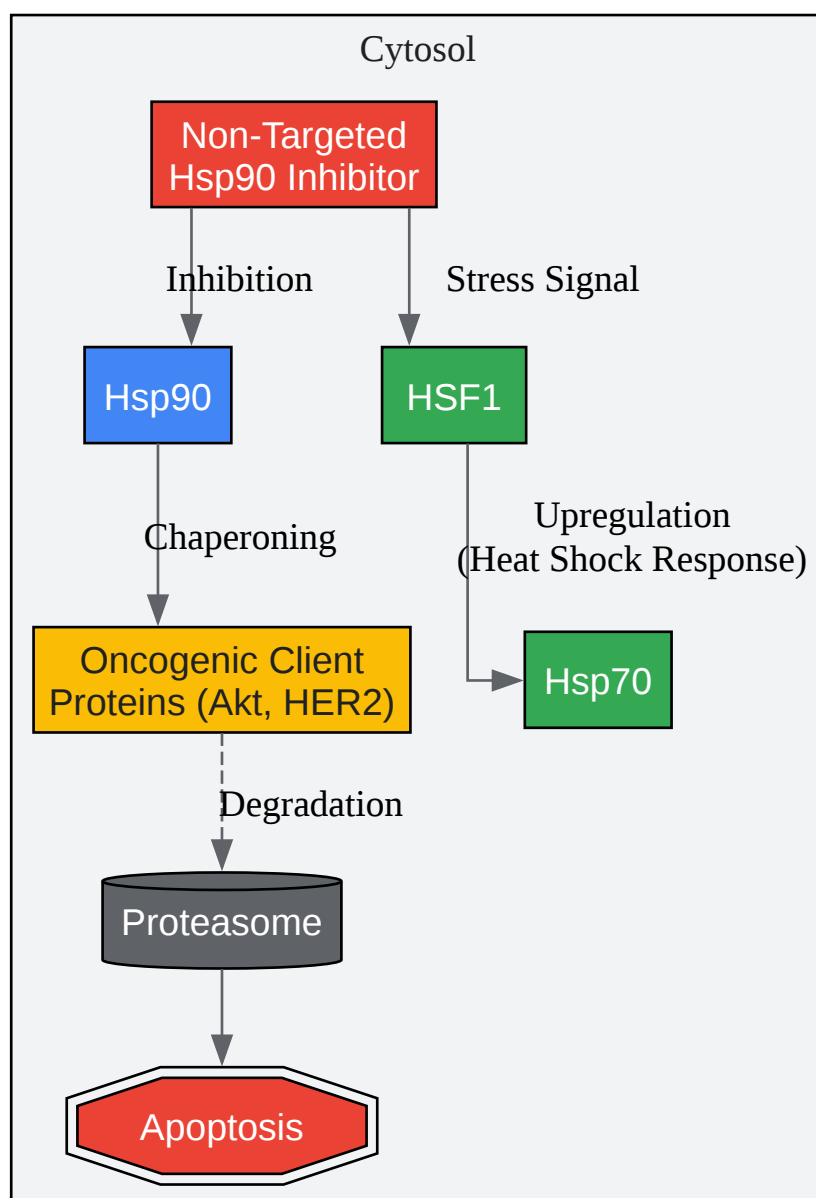 Cytosol
Non-Targeted
Hsp90 Inhibitor
Inhibition
Stress Signal
Hsp90
HSF1
Chaperoning
Upregulation
(Heat Shock Response)
Oncogenic Client
Proteins (Akt, HER2)
Hsp70
Degradation
Proteasome
Apoptosis